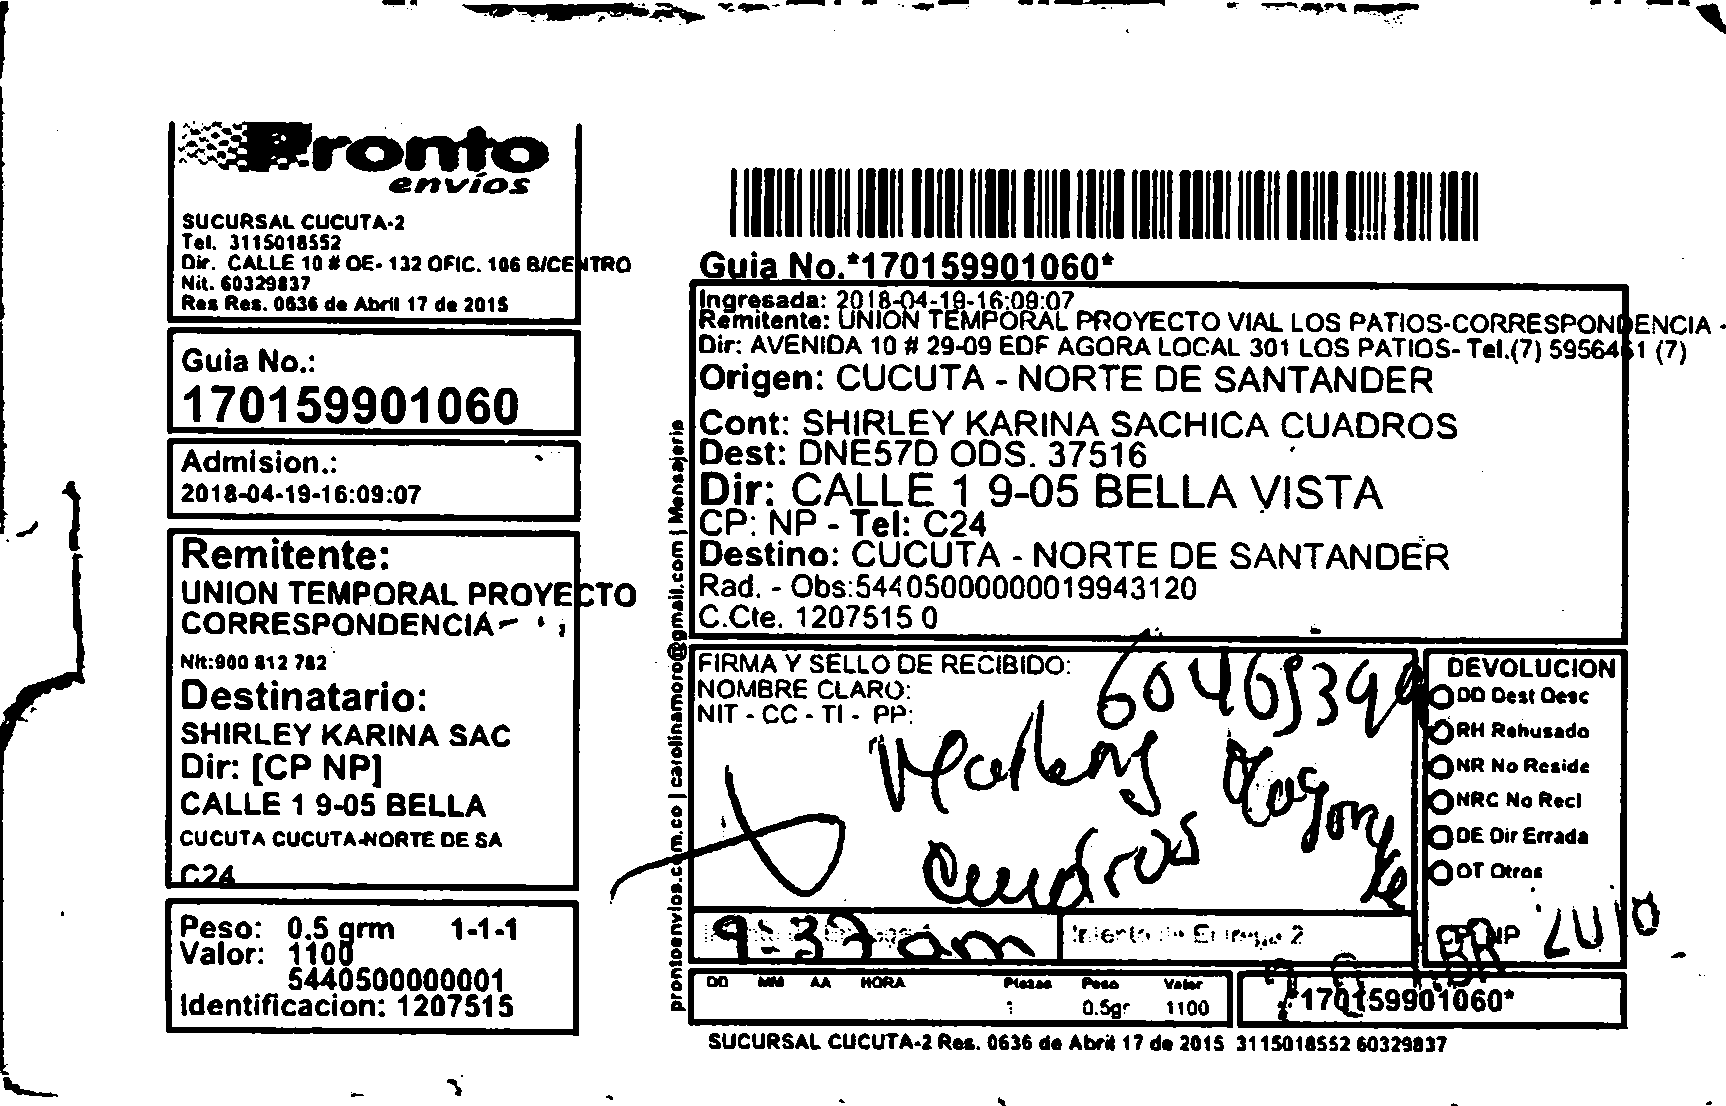 Pronto
envíos
SUCURSAL CUCUTA-2
Tel. 3115018552
Dir. CALLE 10 # OE- 132 OFIC. 106 B/CENTRO
Nit. 60329837
Res Res. 0636 de Abril 17 de 2015
Guia No.:
170159901060
Admision.:
2018-04-19-16:09:07
Remitente:
UNION TEMPORAL PROYECTO
CORRESPONDENCIA
Nit:900 812 782
Destinatario:
SHIRLEY KARINA SAC
Dir: [CP NP]
CALLE 1 9-05 BELLA
CUCUTA CUCUTA-NORTE DE SA
C24
Peso: 0.5 grm 1-1-1
Valor: 1100
5440500000001
Identificacion: 1207515
prontoenvios.com.co | carolinamoro@gmail.com | Mensajeria
Guia No.*170159901060*
Ingresada: 2018-04-19-16:09:07
Remitente: UNION TEMPORAL PROYECTO VIAL LOS PATIOS-CORRESPONDENCIA -
Dir: AVENIDA 10 # 29-09 EDF AGORA LOCAL 301 LOS PATIOS- Tel.(7) 5956461 (7)
Origen: CUCUTA - NORTE DE SANTANDER
Cont: SHIRLEY KARINA SACHICA CUADROS
Dest: DNE57D ODS. 37516
Dir: CALLE 1 9-05 BELLA VISTA
CP: NP - Tel: C24
Destino: CUCUTA - NORTE DE SANTANDER
Rad. - Obs:54405000000019943120
C.Cte. 1207515 0
FIRMA Y SELLO DE RECIBIDO:
NOMBRE CLARO:
NIT - CC - TI - PP:
Cuadros
9:37am
Intento de Entrega 2
DEVOLUCION
DD Dest Desc
RH Rehusado
NR No Reside
NRC No Recl
DE Dir Errada
OT Otros
DD MM AA HORA Piezas Peso Valor
1 0.5gr 1100
*170159901060*
SUCURSAL CUCUTA-2 Res. 0636 de Abril 17 de 2015 3115018552 60329837